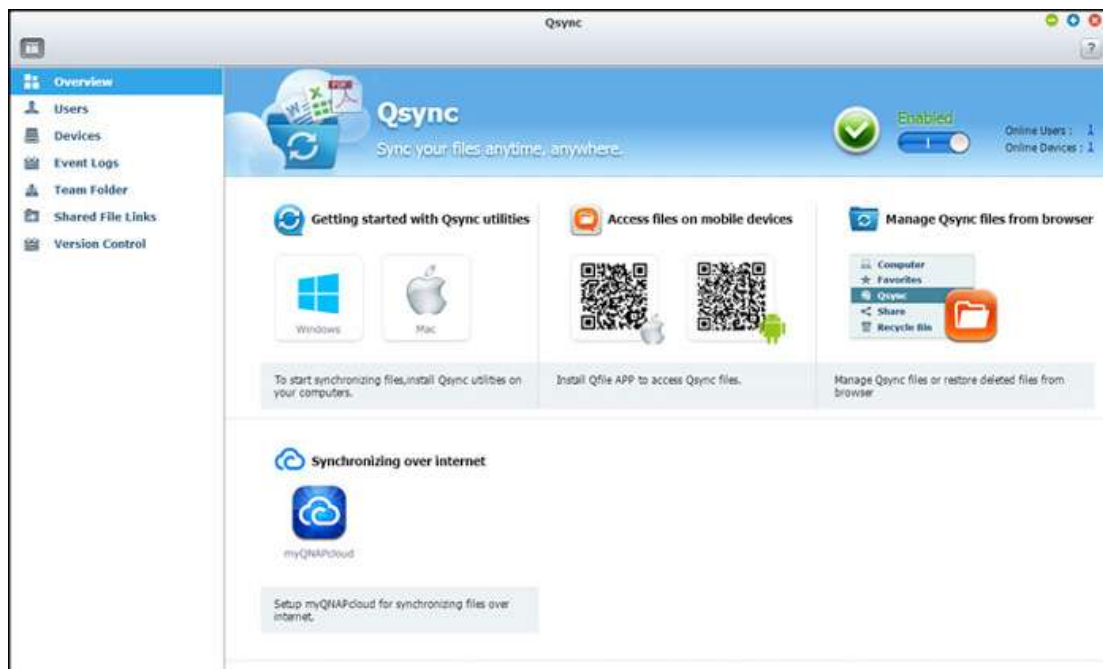 Qsync
?
Overview
Users
Devices
Event Logs
Team Folder
Shared File Links
Version Control
W X PDF
Qsync
Sync your files anytime, anywhere.
Enabled
Online Users : 1
Online Devices : 1
Getting started with Qsync utilities
Windows
Mac
To start synchronizing files,install Qsync utilities on
your computers.
Access files on mobile devices
Install Qfile APP to access Qsync files.
Manage Qsync files from browser
Computer
Favorites
Qsync
Share
Recycle Bin
Manage Qsync files or restore deleted files from
browser
Synchronizing over internet
myQNAPcloud
Setup myQNAPcloud for synchronizing files over
internet.